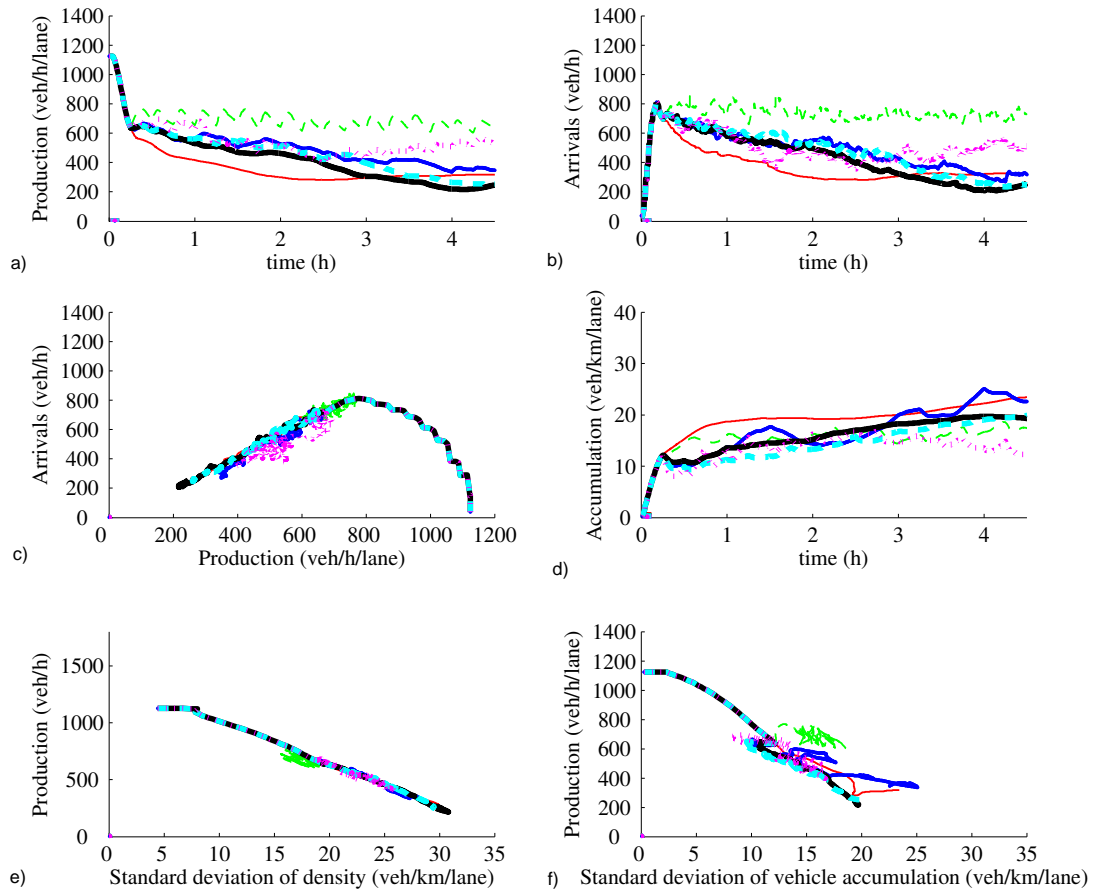 1400
1200
1000
800
600
400
200
0
Production (veh/h/lane)
0 1 2 3 4
time (h)
a)
1400
1200
1000
800
600
400
200
0
Arrivals (veh/h)
0 1 2 3 4
time (h)
b)
1400
1200
1000
800
600
400
200
0
Arrivals (veh/h)
0 200 400 600 800 1000 1200
Production (veh/h/lane)
c)
40
30
20
10
0
Accumulation (veh/km/lane)
0 1 2 3 4
time (h)
d)
1500
1000
500
0
Production (veh/h)
0 5 10 15 20 25 30 35
Standard deviation of density (veh/km/lane)
e)
1400
1200
1000
800
600
400
200
0
Production (veh/h/lane)
0 5 10 15 20 25 30 35
Standard deviation of vehicle accumulation (veh/km/lane)
f)